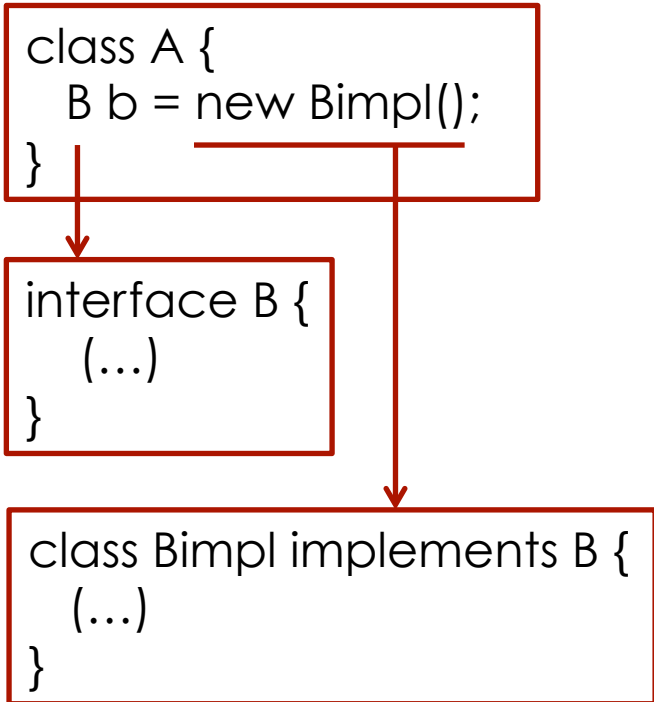 class A {
B b = new Bimpl();
}
interface B {
(…)
}
class Bimpl implements B {
(…)
}